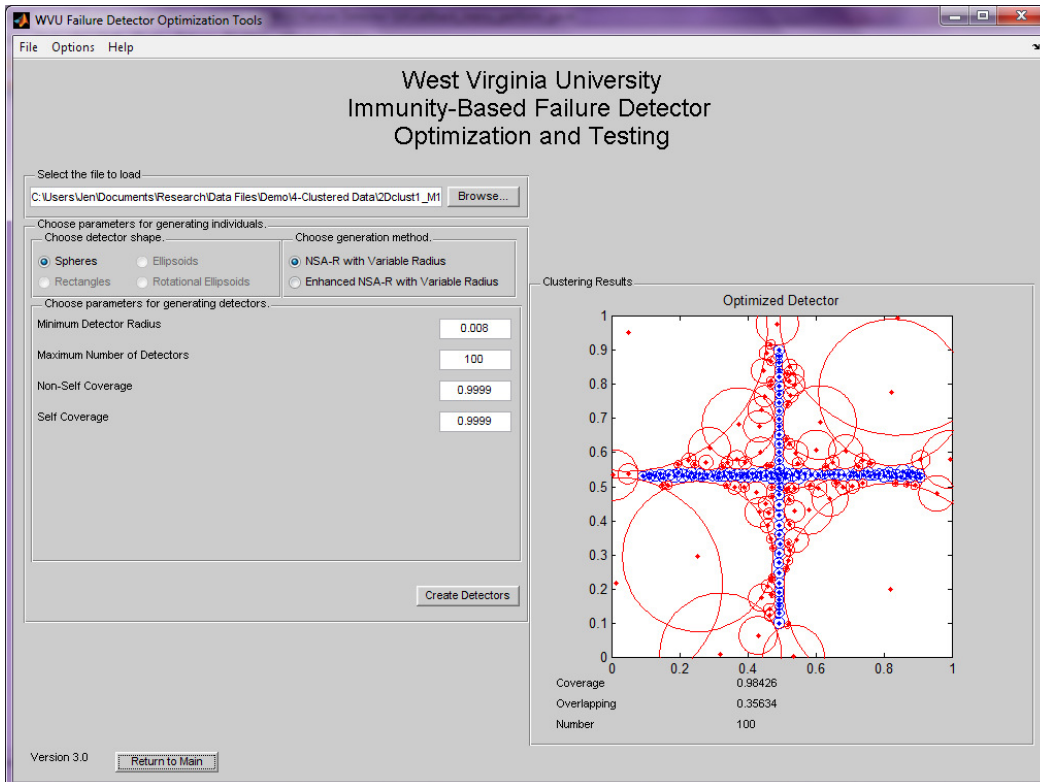 WVU Failure Detector Optimization Tools
File Options Help
West Virginia University
Immunity-Based Failure Detector
Optimization and Testing
Select the file to load
C:\Users\Jen\Documents\Research\Data Files\Demo\4-Clustered Data\2Dclust1_M1
Browse...
Choose parameters for generating individuals.
Choose detector shape.
Spheres
Ellipsoids
Rectangles
Rotational Ellipsoids
Choose generation method.
NSA-R with Variable Radius
Enhanced NSA-R with Variable Radius
Choose parameters for generating detectors.
Minimum Detector Radius 0.008
Maximum Number of Detectors 100
Non-Self Coverage 0.9999
Self Coverage 0.9999
Create Detectors
Clustering Results
Optimized Detector
1
0.9
0.8
0.7
0.6
0.5
0.4
0.3
0.2
0.1
0
0 0.2 0.4 0.6 0.8 1
Coverage 0.98426
Overlapping 0.35634
Number 100
Version 3.0
Return to Main